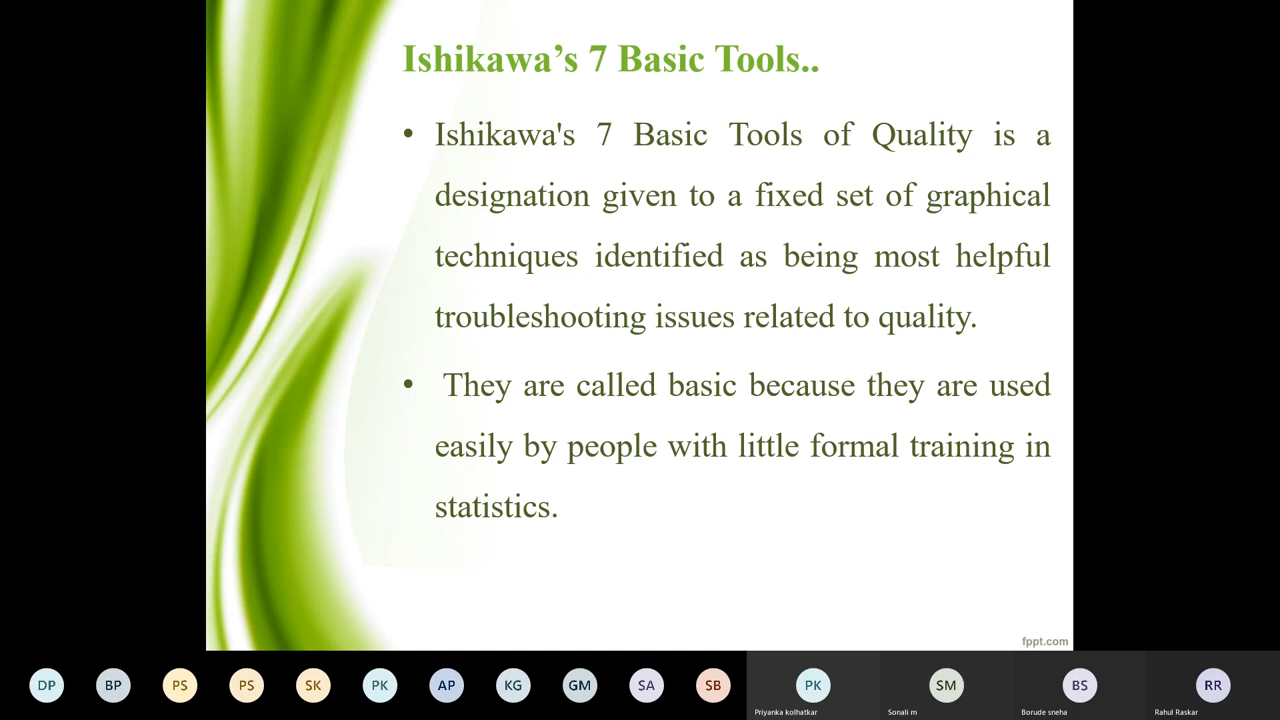 Ishikawa’s 7 Basic Tools..
• Ishikawa's 7 Basic Tools of Quality is a
designation given to a fixed set of graphical
techniques identified as being most helpful
troubleshooting issues related to quality.
• They are called basic because they are used
easily by people with little formal training in
statistics.
fppt.com
DP BP PS PS SK PK AP KG GM SA SB PK SM BS RR
Priyanka kolhatkar Sonali m Borude sneha Rahul Raskar